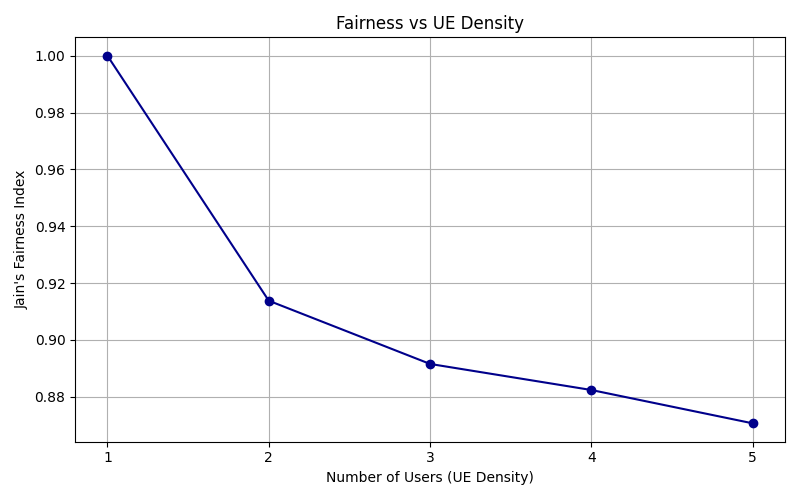 Fairness vs UE Density
Jain's Fairness Index
1.00
0.98
0.96
0.94
0.92
0.90
0.88
1 2 3 4 5
Number of Users (UE Density)